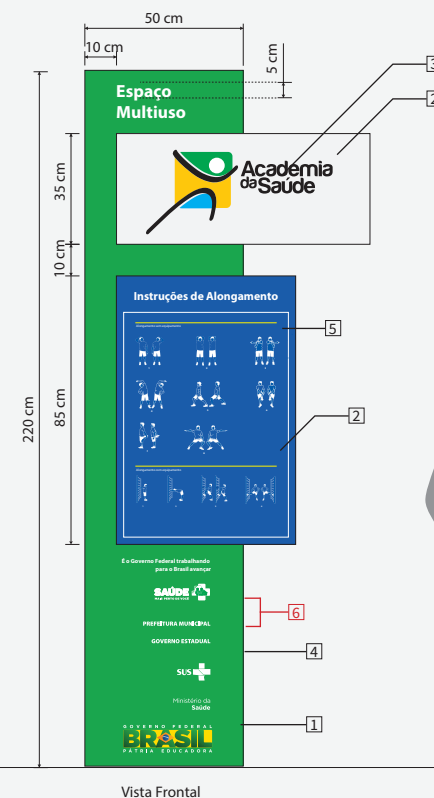 50 cm
10 cm
5 cm
Espaço
Multiuso
3
2
Academia
da Saúde
35 cm
10 cm
Instruções de Alongamento
5
220 cm
85 cm
2
É o Governo Federal trabalhando
para o Brasil avançar
SAÚDE
6
PREFEITURA MUNICIPAL
GOVERNO ESTADUAL
4
SUS
Ministério da
Saúde
1
GOVERNO FEDERAL
BRASIL
PÁTRIA EDUCADORA
Vista Frontal